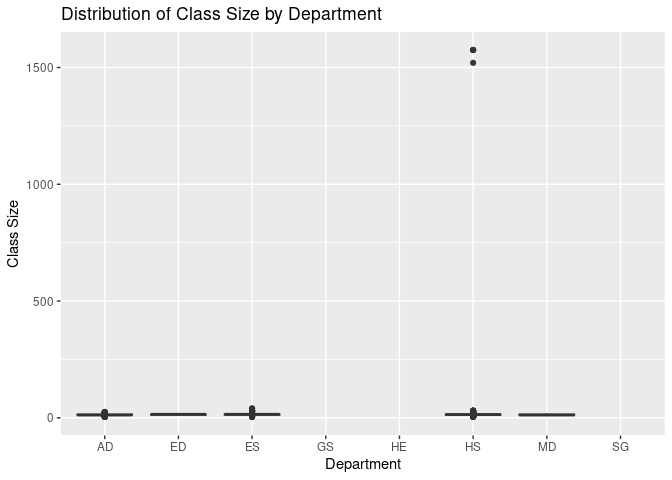 Distribution of Class Size by Department
Class Size
1500
1000
500
0
AD ED ES GS HE HS MD SG
Department